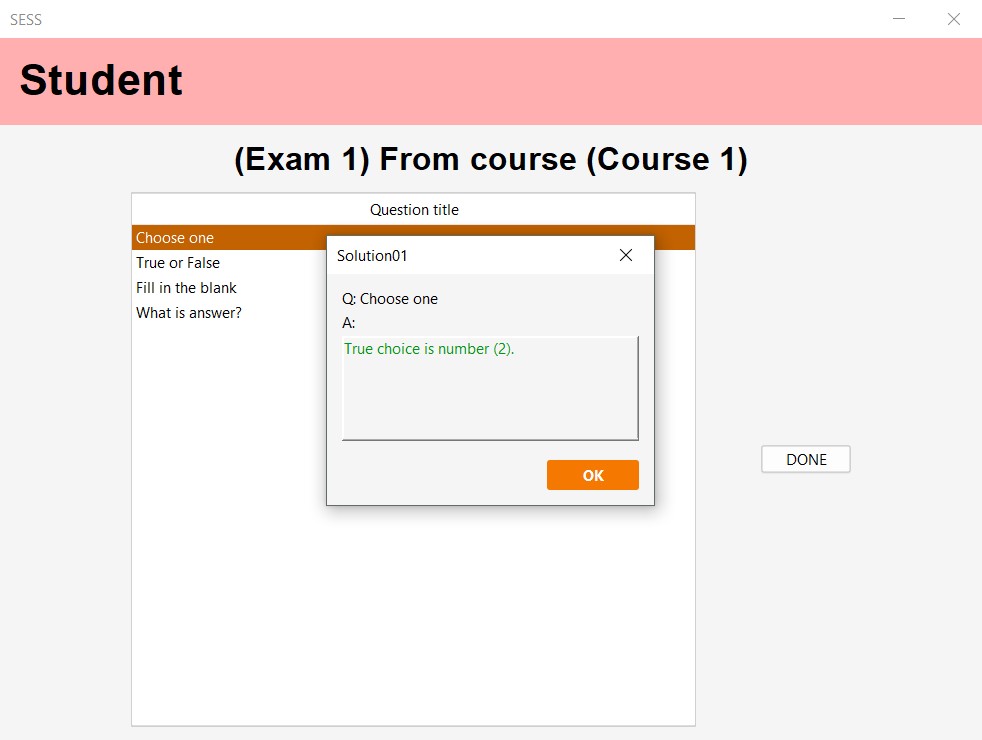 SESS
Student
(Exam 1) From course (Course 1)
Question title
Choose one
True or False
Fill in the blank
What is answer?
Solution01
Q: Choose one
A:
True choice is number (2).
OK
DONE